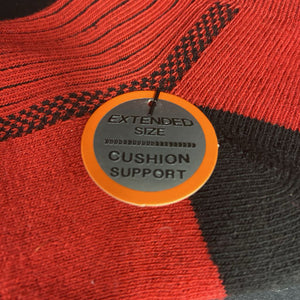 EXTENDED
SIZE
CUSHION
SUPPORT